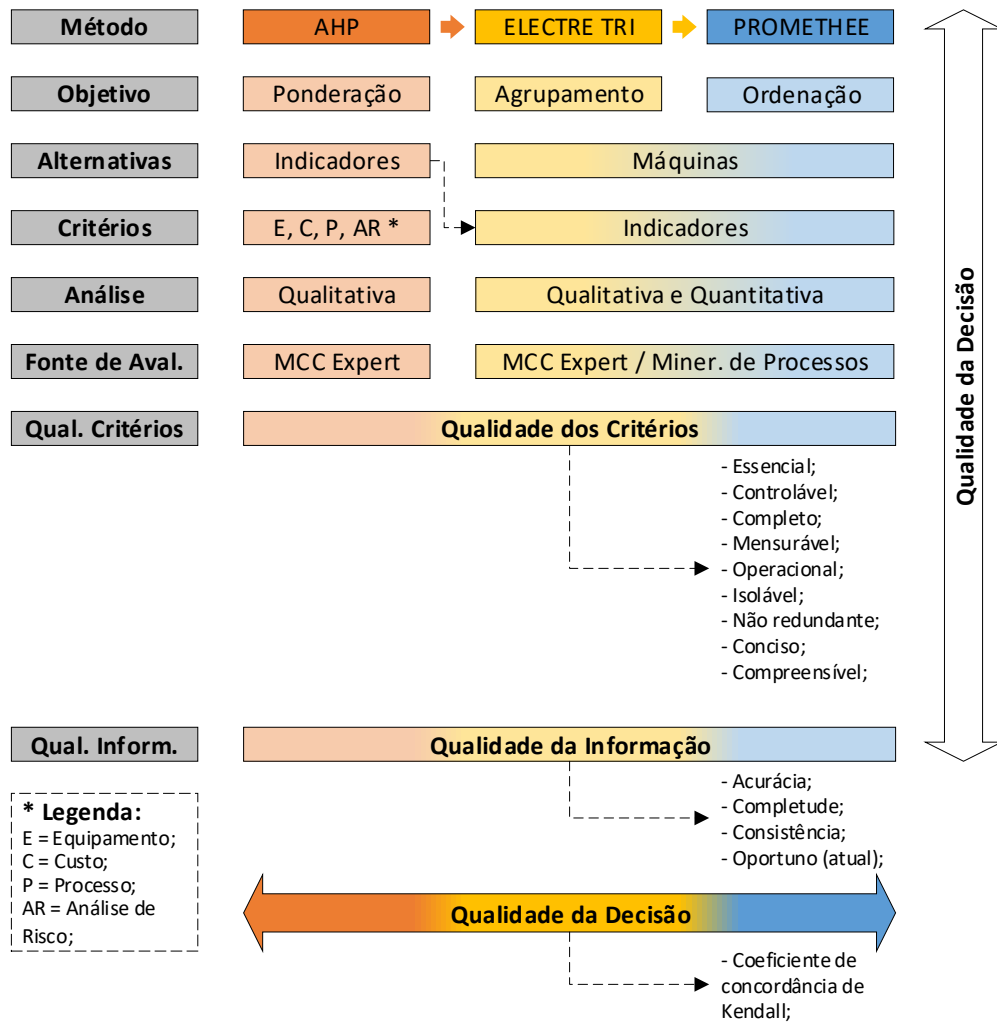 Método
AHP
ELECTRE TRI
PROMETHEE
Objetivo
Ponderação
Agrupamento
Ordenação
Alternativas
Indicadores
Máquinas
Critérios
E, C, P, AR *
Indicadores
Análise
Qualitativa
Qualitativa e Quantitativa
Fonte de Aval.
MCC Expert
MCC Expert / Miner. de Processos
Qual. Critérios
Qualidade dos Critérios
- Essencial;
- Controlável;
- Completo;
- Mensurável;
- Operacional;
- Isolável;
- Não redundante;
- Conciso;
- Compreensível;
Qualidade da Decisão
Qual. Inform.
Qualidade da Informação
- Acurácia;
- Completude;
- Consistência;
- Oportuno (atual);
* Legenda:
E = Equipamento;
C = Custo;
P = Processo;
AR = Análise de
Risco;
Qualidade da Decisão
- Coeficiente de
concordância de
Kendall;